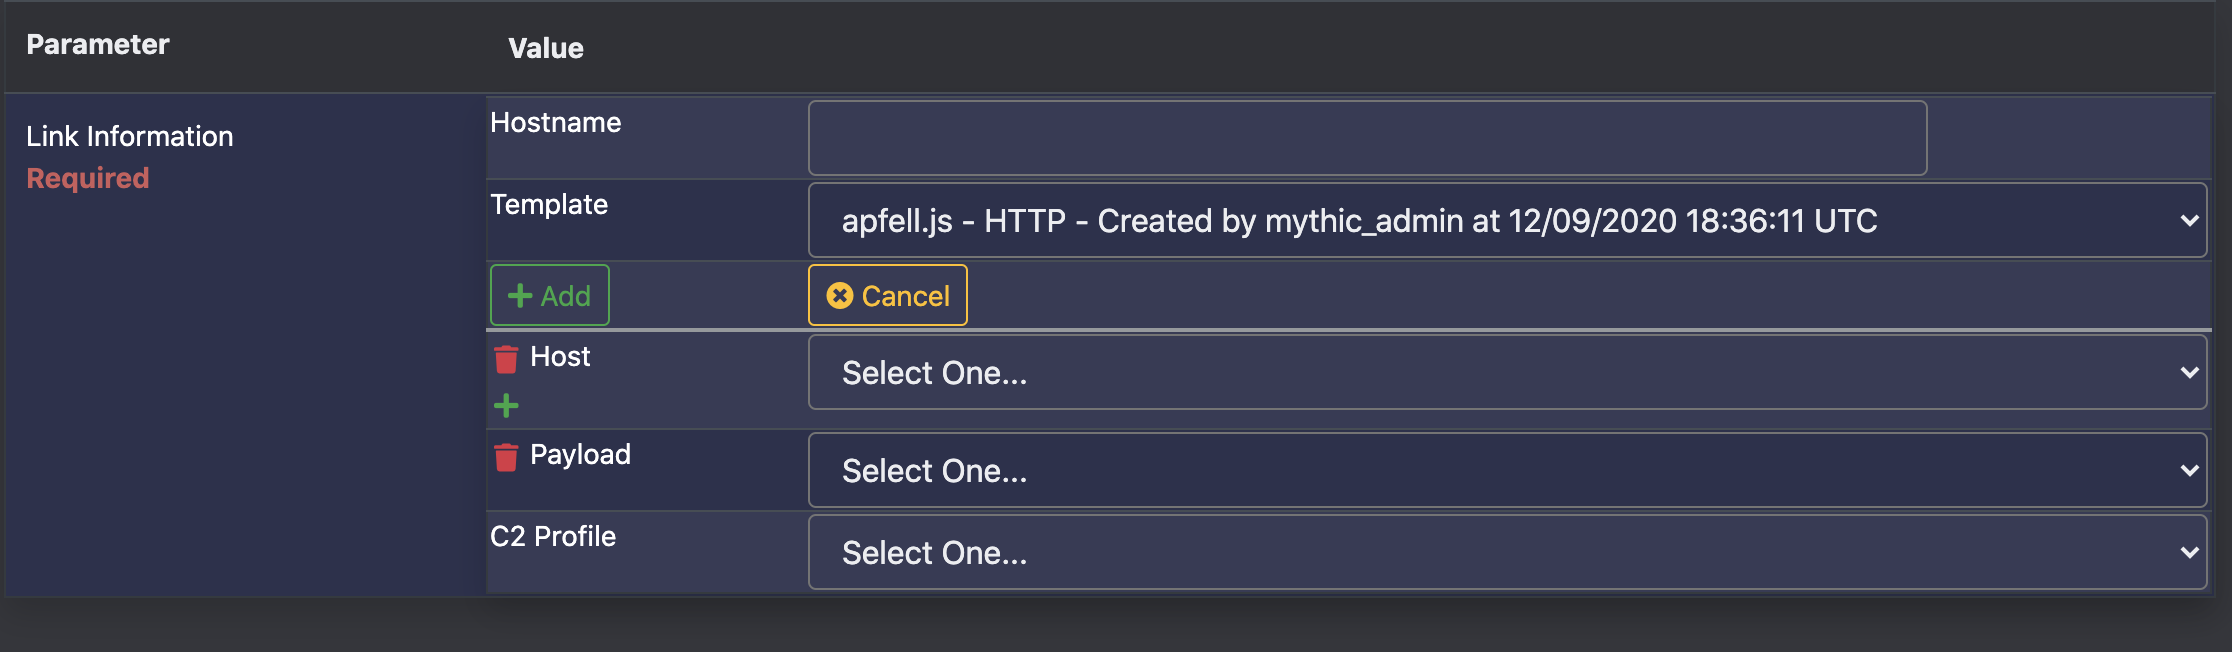 Parameter
Value
Link Information
Required
Hostname
Template
apfell.js - HTTP - Created by mythic_admin at 12/09/2020 18:36:11 UTC
Add
Cancel
Host
Select One...
Payload
Select One...
C2 Profile
Select One...